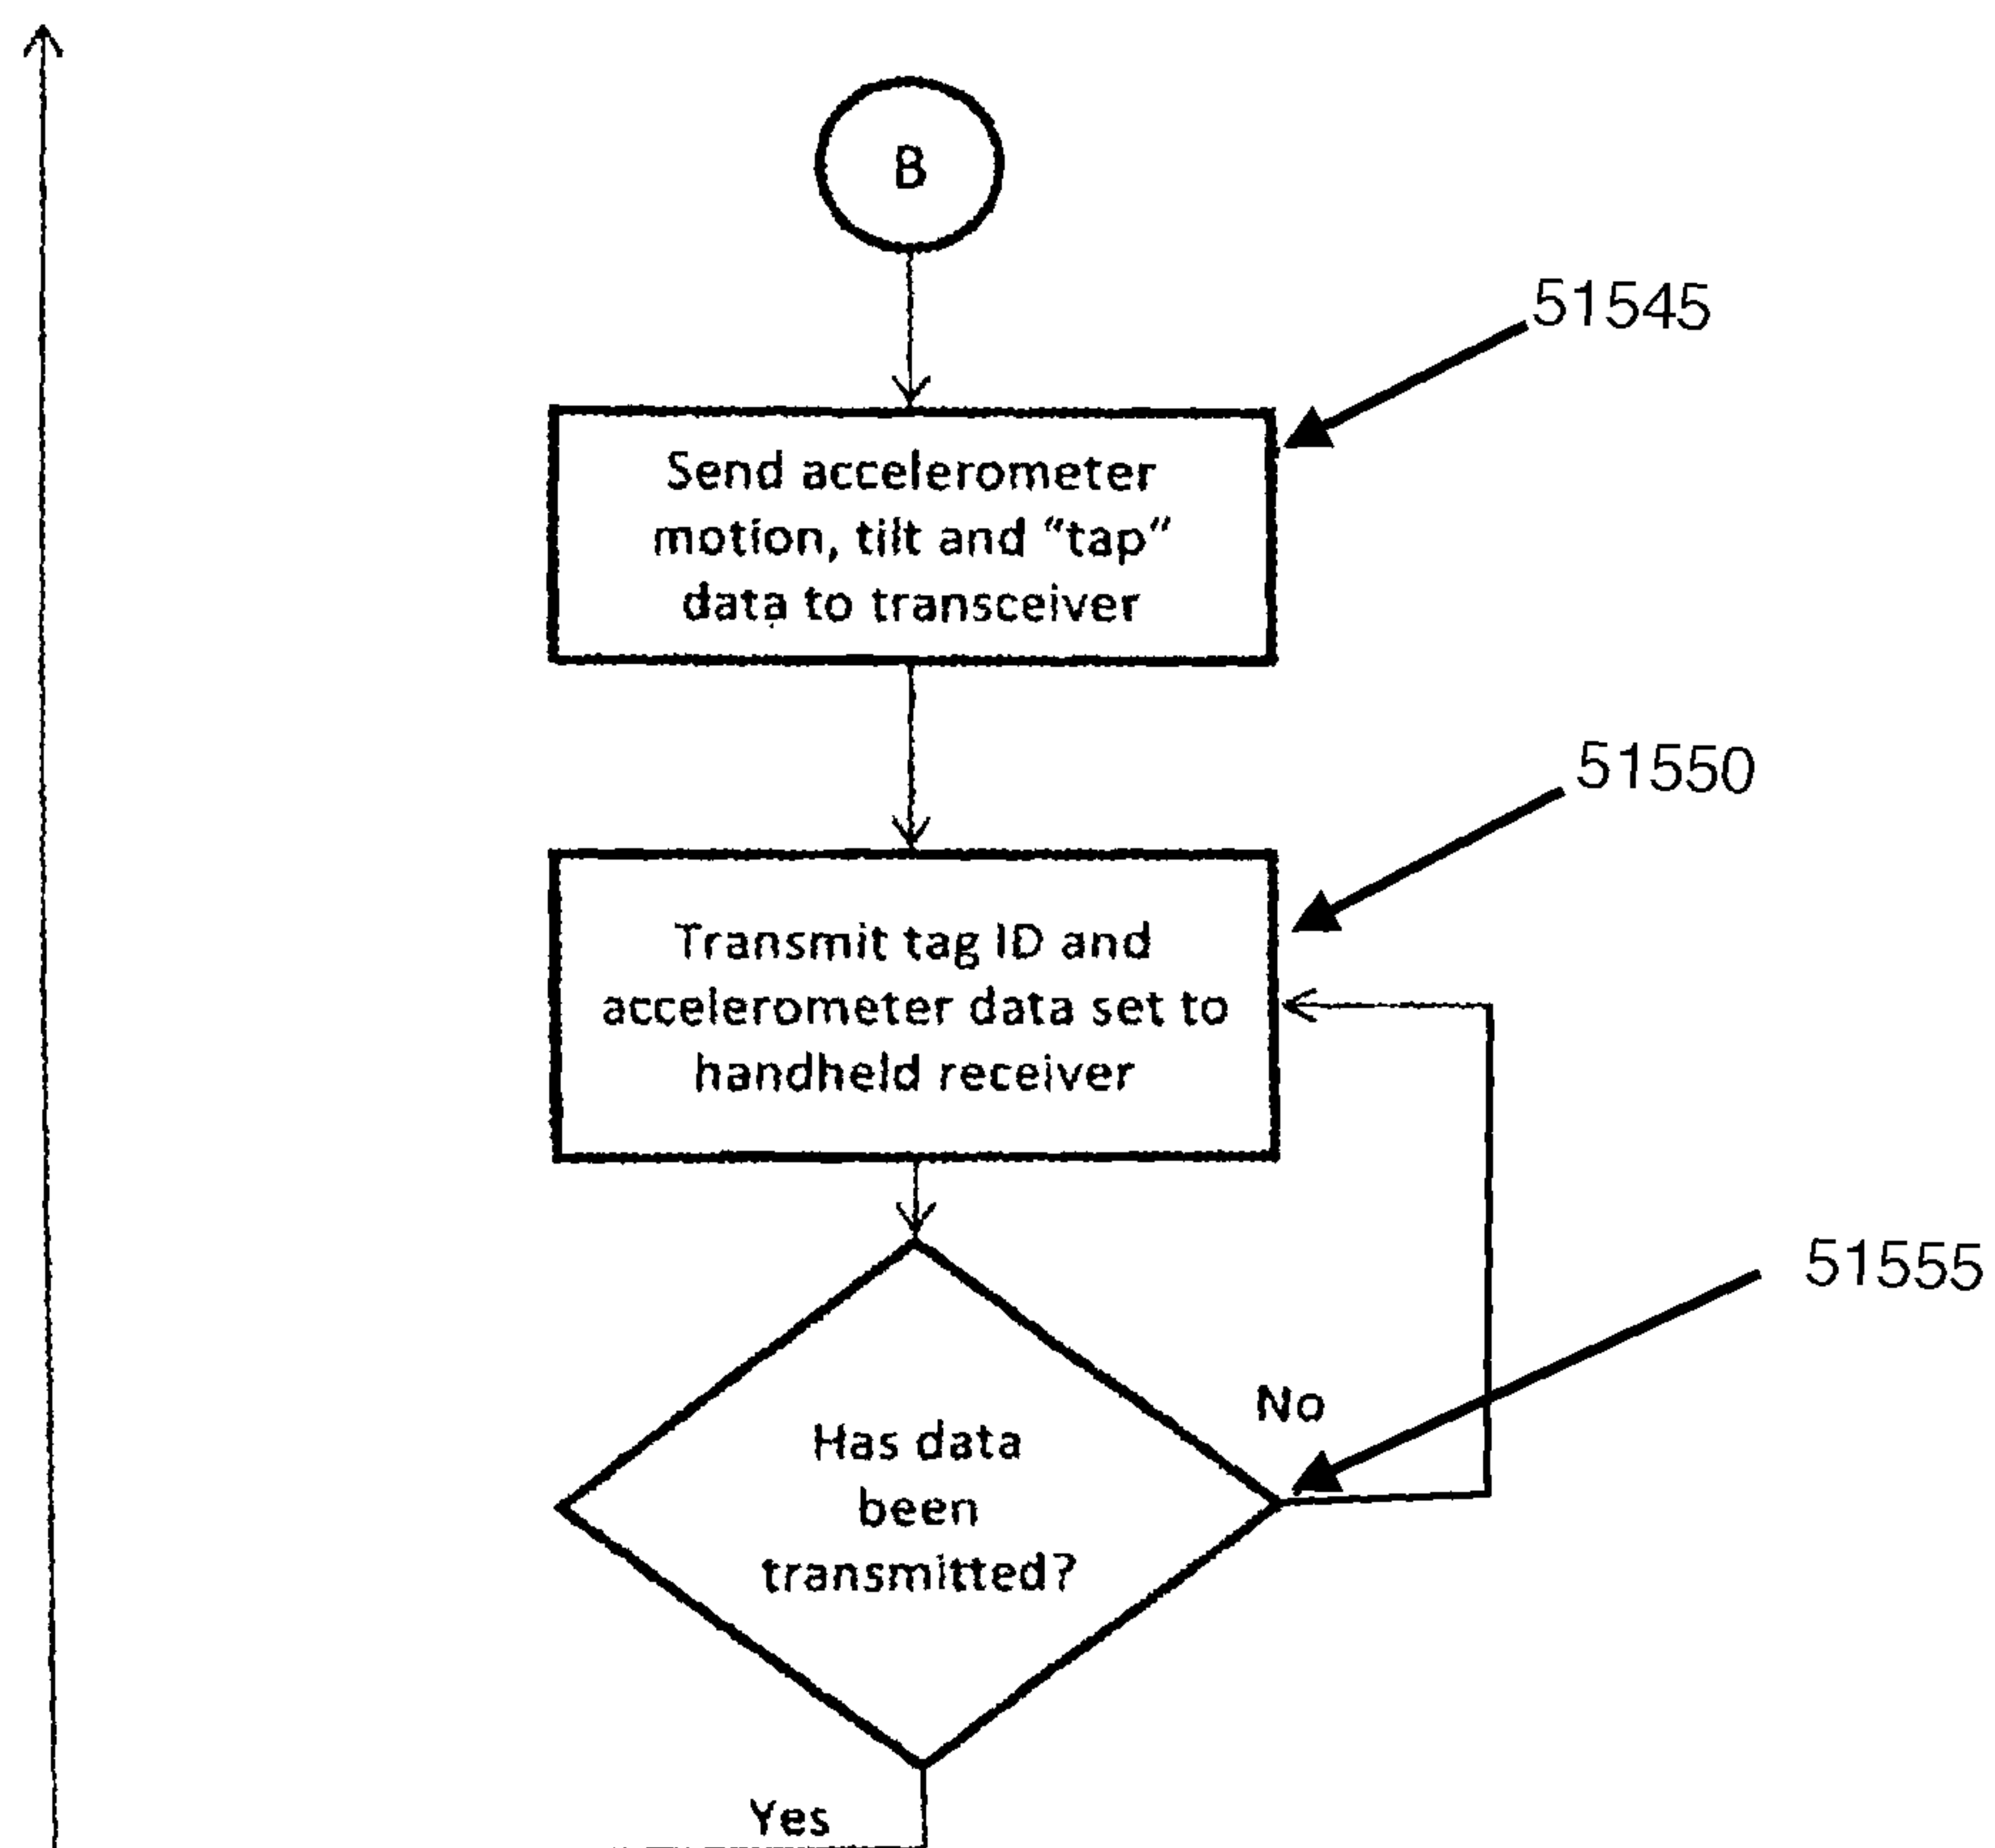 B
51545
Send accelerometer
motion, tilt and “tap”
data to transceiver
51550
Transmit tag ID and
accelerometer data set to
handheld receiver
51555
No
Has data
been
transmitted?
Yes